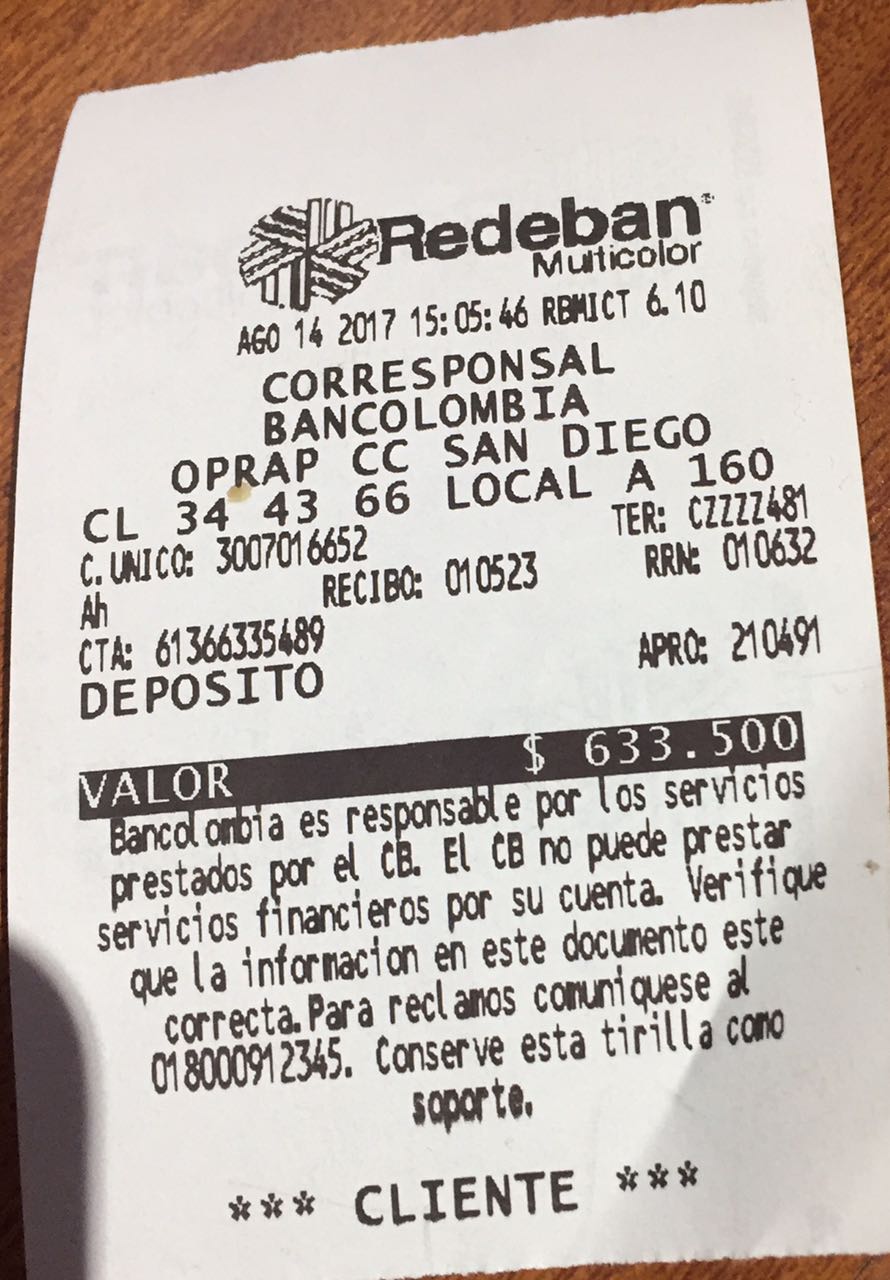 Redeban®
Multicolor
AGO 14 2017 15:05:46 RBMICT 6.10
CORRESPONSAL
BANCOLOMBIA
OPRAP CC SAN DIEGO
CL 34 43 66 LOCAL A 160
C. UNICO: 3007016652 TER: CZZZZ481
RECIBO: 010523 RRN: 010632
Ah
CTA: 61366335489 APRO: 210491
DEPOSITO
VALOR $ 633.500
Bancolombia es responsable por los servicios
prestados por el CB. El CB no puede prestar
servicios financieros por su cuenta. Verifique
que la informacion en este documento este
correcta.Para reclamos comuniquese al
018000912345. Conserve esta tirilla como
soporte.
*** CLIENTE ***